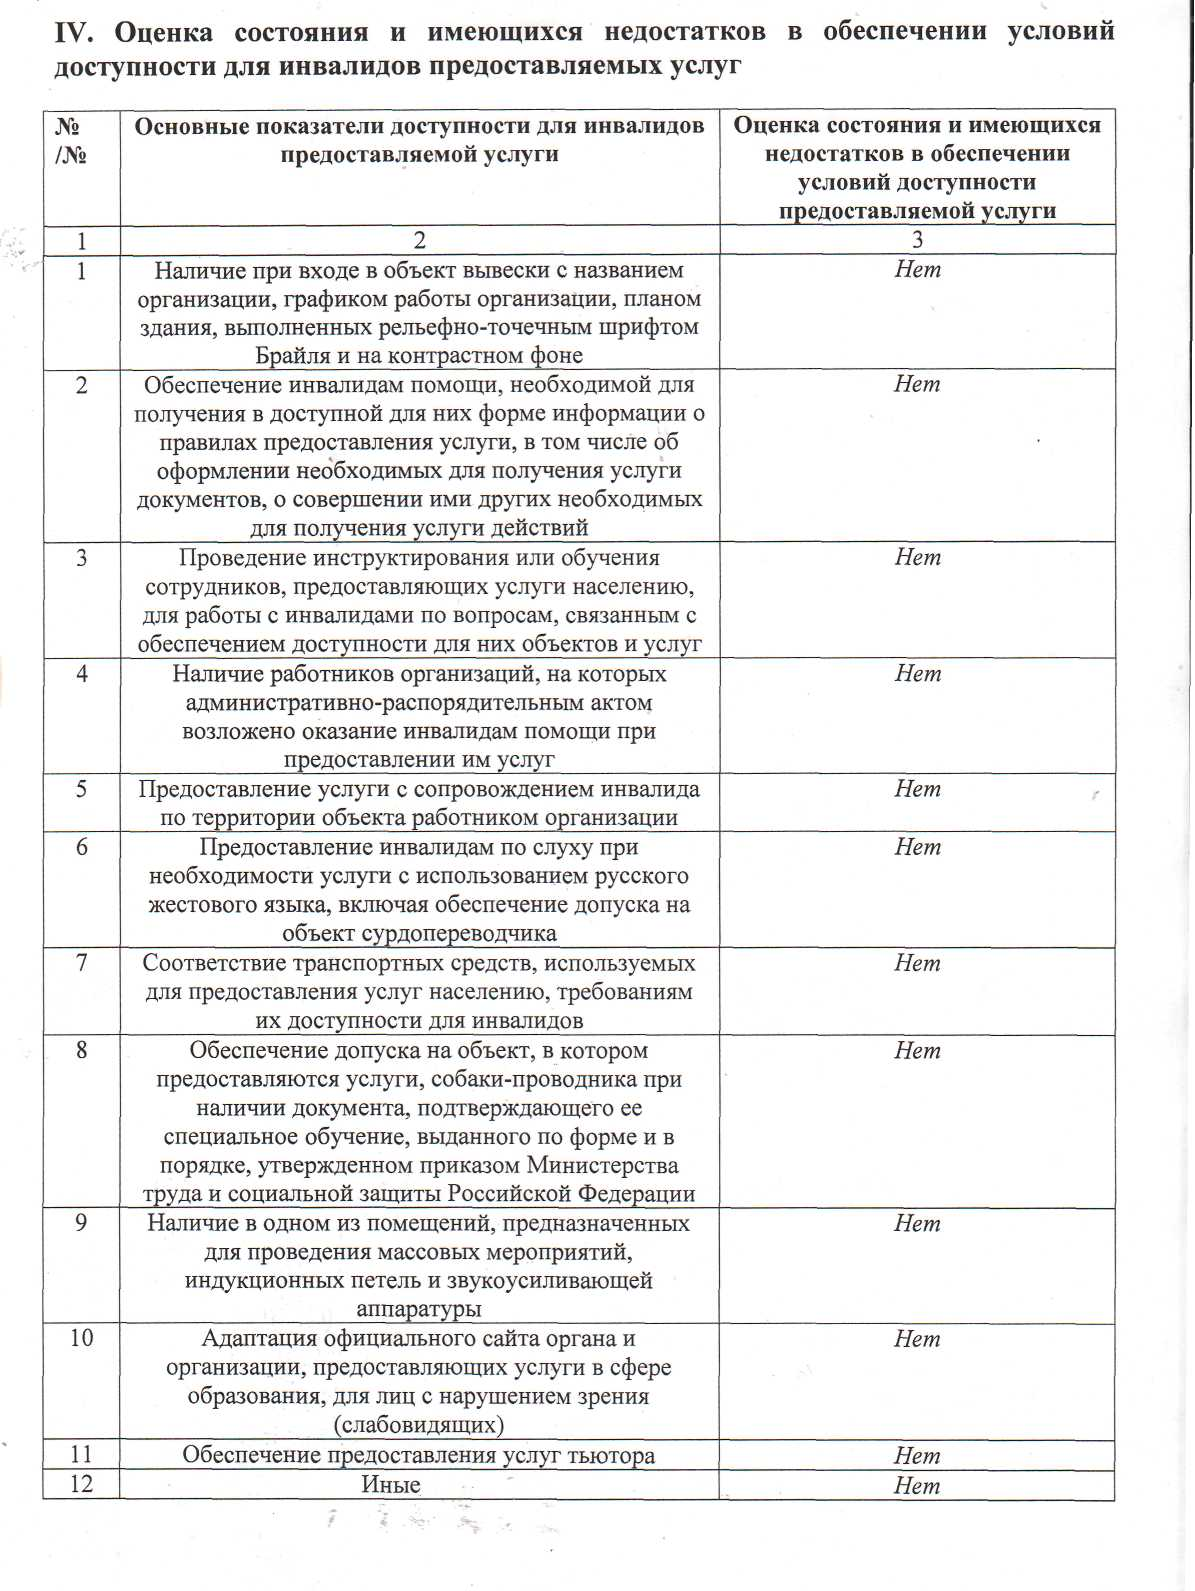 IV. Оценка состояния и имеющихся недостатков в обеспечении условий
доступности для инвалидов предоставляемых услуг
№
/№
Основные показатели доступности для инвалидов
предоставляемой услуги
Оценка состояния и имеющихся
недостатков в обеспечении
условий доступности
предоставляемой услуги
1
2
3
1
Наличие при входе в объект вывески с названием
организации, графиком работы организации, планом
здания, выполненных рельефно-точечным шрифтом
Брайля и на контрастном фоне
Нет
2
Обеспечение инвалидам помощи, необходимой для
получения в доступной для них форме информации о
правилах предоставления услуги, в том числе об
оформлении необходимых для получения услуги
документов, о совершении ими других необходимых
для получения услуги действий
Нет
3
Проведение инструктирования или обучения
сотрудников, предоставляющих услуги населению,
для работы с инвалидами по вопросам, связанным с
обеспечением доступности для них объектов и услуг
Нет
4
Наличие работников организаций, на которых
административно-распорядительным актом
возложено оказание инвалидам помощи при
предоставлении им услуг
Нет
5
Предоставление услуги с сопровождением инвалида
по территории объекта работником организации
Нет
6
Предоставление инвалидам по слуху при
необходимости услуги с использованием русского
жестового языка, включая обеспечение допуска на
объект сурдопереводчика
Нет
7
Соответствие транспортных средств, используемых
для предоставления услуг населению, требованиям
их доступности для инвалидов
Нет
8
Обеспечение допуска на объект, в котором
предоставляются услуги, собаки-проводника при
наличии документа, подтверждающего ее
специальное обучение, выданного по форме и в
порядке, утвержденном приказом Министерства
труда и социальной защиты Российской Федерации
Нет
9
Наличие в одном из помещений, предназначенных
для проведения массовых мероприятий,
индукционных петель и звукоусиливающей
аппаратуры
Нет
10
Адаптация официального сайта органа и
организации, предоставляющих услуги в сфере
образования, для лиц с нарушением зрения
(слабовидящих)
Нет
11
Обеспечение предоставления услуг тьютора
Нет
12
Иные
Нет